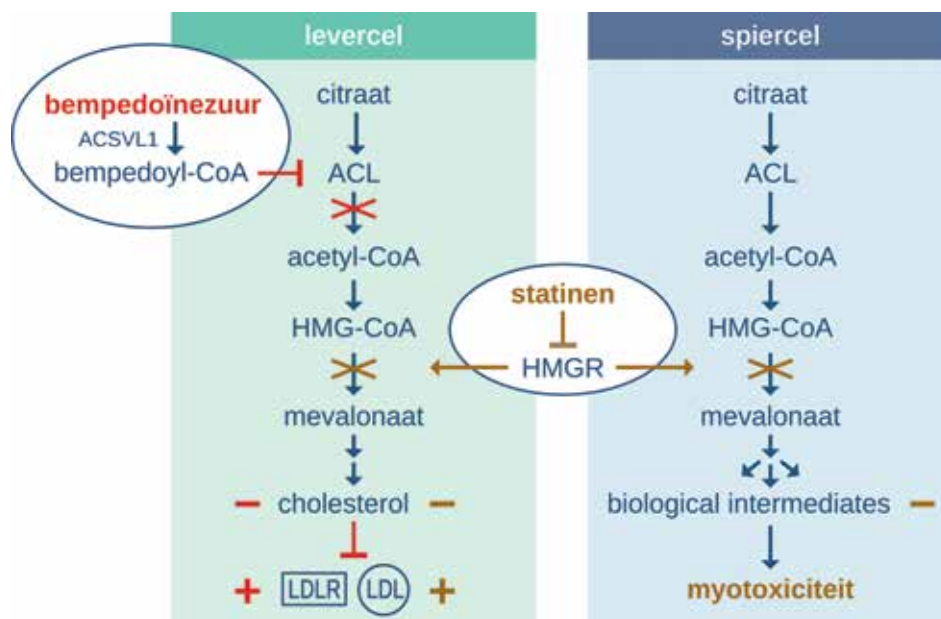 levercel
spiercel
bempedoïnezuur
ACSVL1
bempedoyl-CoA
citraat
ACL
acetyl-CoA
HMG-CoA
mevalonaat
cholesterol
LDLR LDL
statinen
HMGR
citraat
ACL
acetyl-CoA
HMG-CoA
mevalonaat
biological intermediates
myotoxiciteit